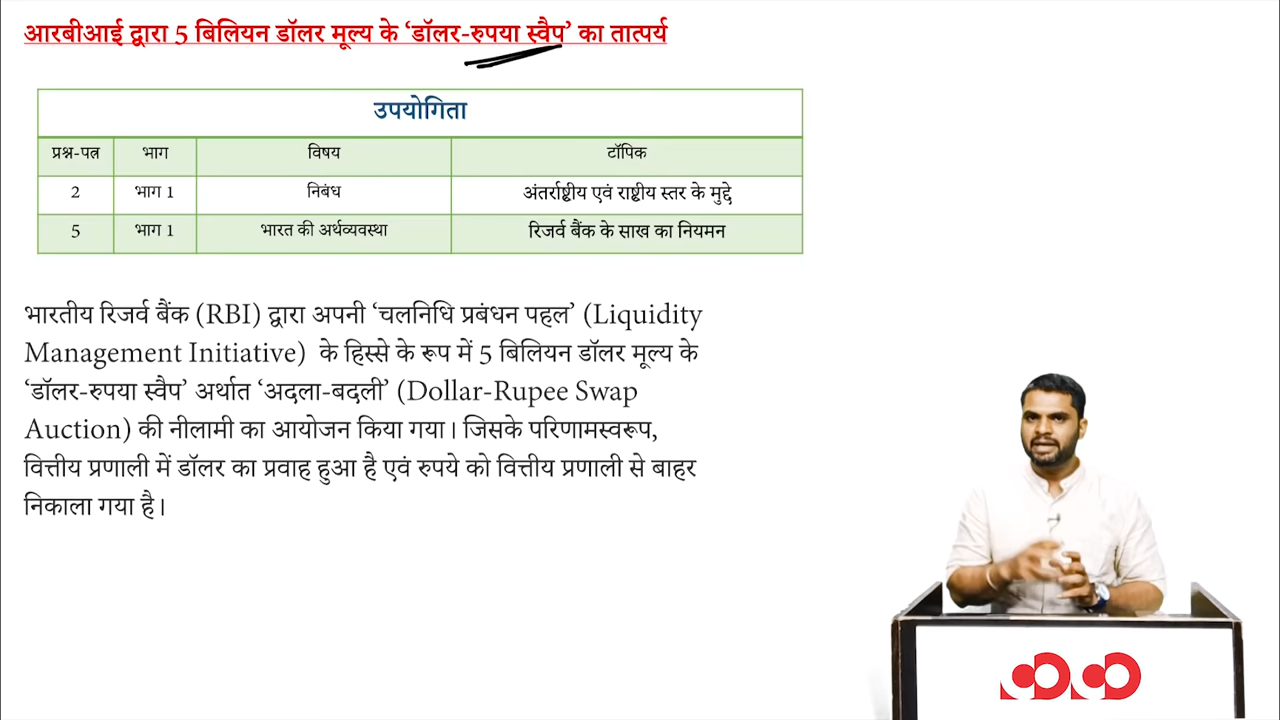 आरबीआई द्वारा 5 बिलियन डॉलर मूल्य के ‘डॉलर-रुपया स्वैप’ का तात्पर्य
उपयोगिता
प्रश्न-पत्र भाग विषय टॉपिक
2 भाग 1 निबंध अंतर्राष्ट्रीय एवं राष्ट्रीय स्तर के मुद्दे
5 भाग 1 भारत की अर्थव्यवस्था रिजर्व बैंक के साख का नियमन
भारतीय रिजर्व बैंक (RBI) द्वारा अपनी ‘चलनिधि प्रबंधन पहल’ (Liquidity
Management Initiative) के हिस्से के रूप में 5 बिलियन डॉलर मूल्य के
‘डॉलर-रुपया स्वैप’ अर्थात ‘अदला-बदली’ (Dollar-Rupee Swap
Auction) की नीलामी का आयोजन किया गया। जिसके परिणामस्वरूप,
वित्तीय प्रणाली में डॉलर का प्रवाह हुआ है एवं रुपये को वित्तीय प्रणाली से बाहर
निकाला गया है।